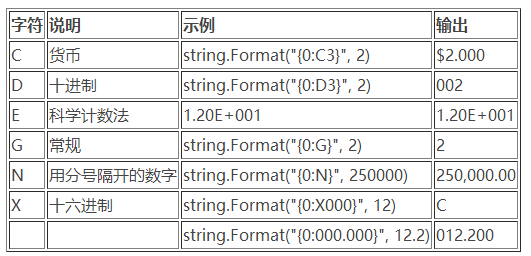 字符 说明 示例 输出
C 货币 string.Format("{0:C3}", 2) $2.000
D 十进制 string.Format("{0:D3}", 2) 002
E 科学计数法 1.20E+001 1.20E+001
G 常规 string.Format("{0:G}", 2) 2
N 用分号隔开的数字 string.Format("{0:N}", 250000) 250,000.00
X 十六进制 string.Format("{0:X000}", 12) C
string.Format("{0:000.000}", 12.2) 012.200